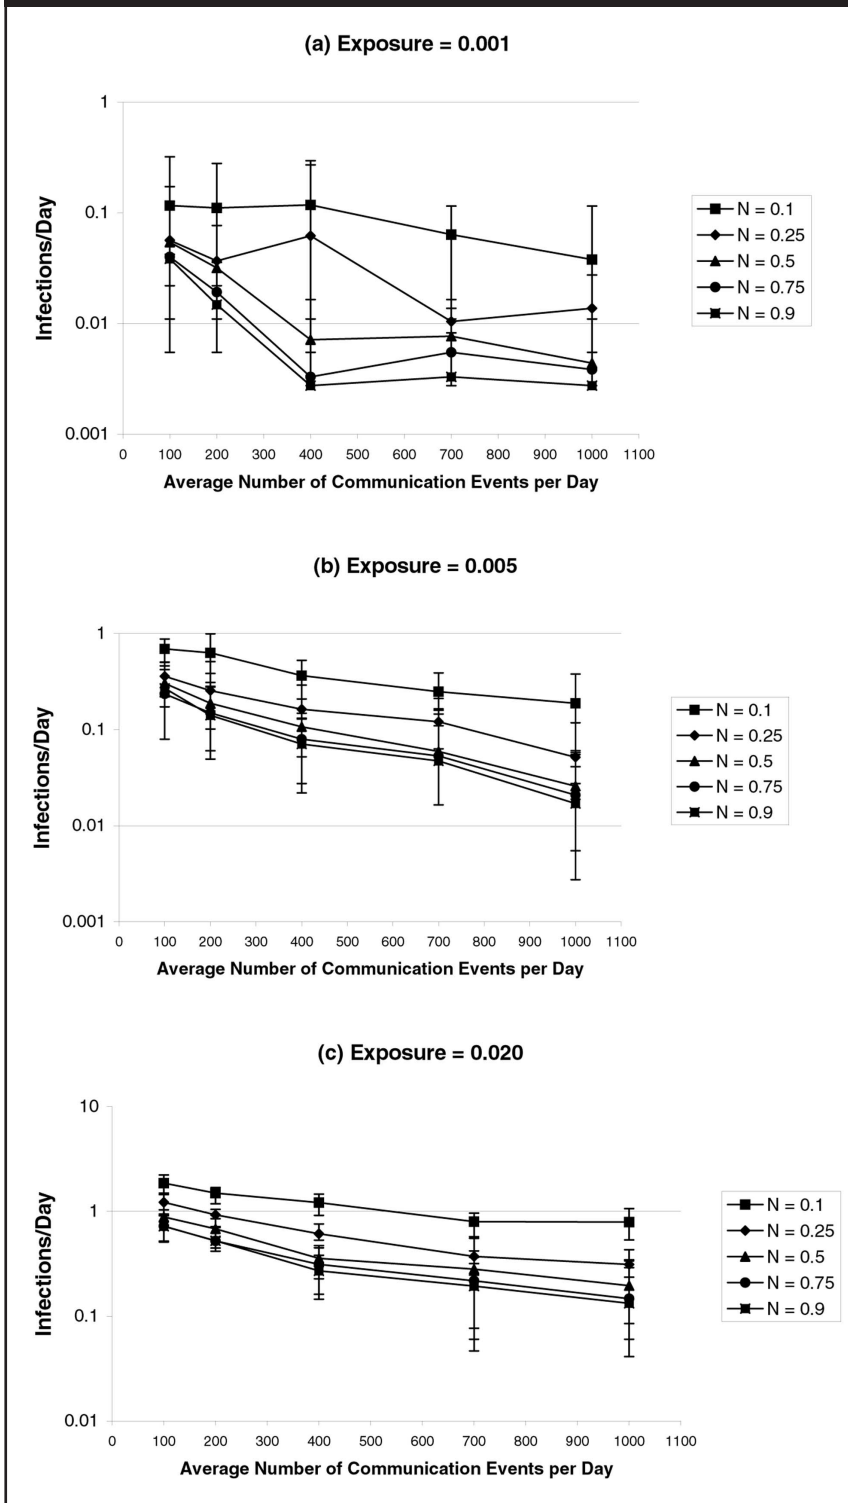 (a) Exposure = 0.001
1
0.1
0.01
0.001
Infections/Day
0 100 200 300 400 500 600 700 800 900 1000 1100
Average Number of Communication Events per Day
N = 0.1
N = 0.25
N = 0.5
N = 0.75
N = 0.9
(b) Exposure = 0.005
1
0.1
0.01
0.001
Infections/Day
0 100 200 300 400 500 600 700 800 900 1000 1100
Average Number of Communication Events per Day
N = 0.1
N = 0.25
N = 0.5
N = 0.75
N = 0.9
(c) Exposure = 0.020
10
1
0.1
0.01
Infections/Day
0 100 200 300 400 500 600 700 800 900 1000 1100
Average Number of Communication Events per Day
N = 0.1
N = 0.25
N = 0.5
N = 0.75
N = 0.9